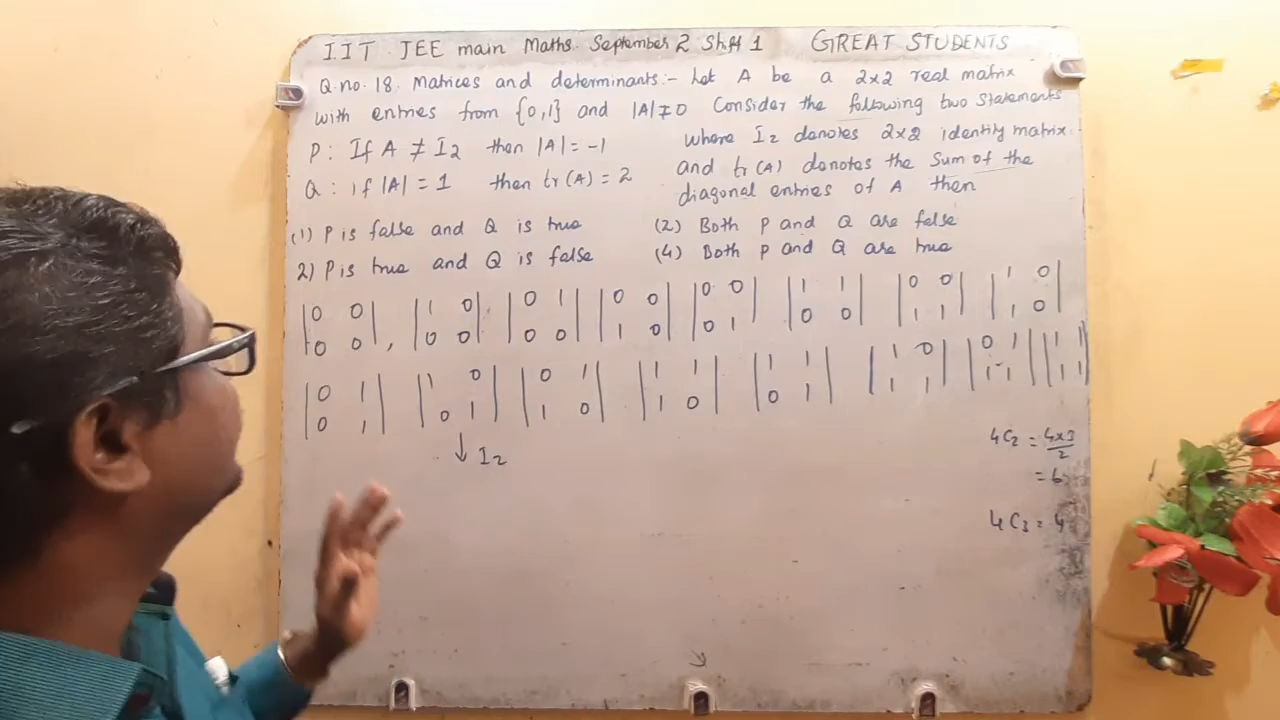 IIT JEE main Maths September 2 Shift 1 GREAT STUDENTS
Q.no. 18. Matrices and determinants:- Let A be a 2x2 real matrix
with entries from {0,1} and |A| ≠ 0 Consider the following two Statements
P: If A ≠ I2 then |A| = -1
Q: if |A| = 1 then tr(A) = 2
where I2 denotes 2x2 identity matrix.
and tr(A) denotes the Sum of the
diagonal entries of A then
(1) P is false and Q is true (2) Both P and Q are false
2) P is true and Q is false (4) Both P and Q are true
|0 0|, |1 0| |0 1| |0 0| |0 0| |1 1| |0 0| |1 0|
|0 0| |0 0| |0 0| |1 0| |0 1| |0 0| |1 1| |1 0|
|0 1| |1 0| |0 1| |1 1| |1 1| |1 0| |0 1| |1 1|
|0 1| |0 1| |1 0| |1 0| |0 1| |1 1| |1 1| |1 1|
↓ I2
4C2 = 4x3/2
= 6
4C3 = 4